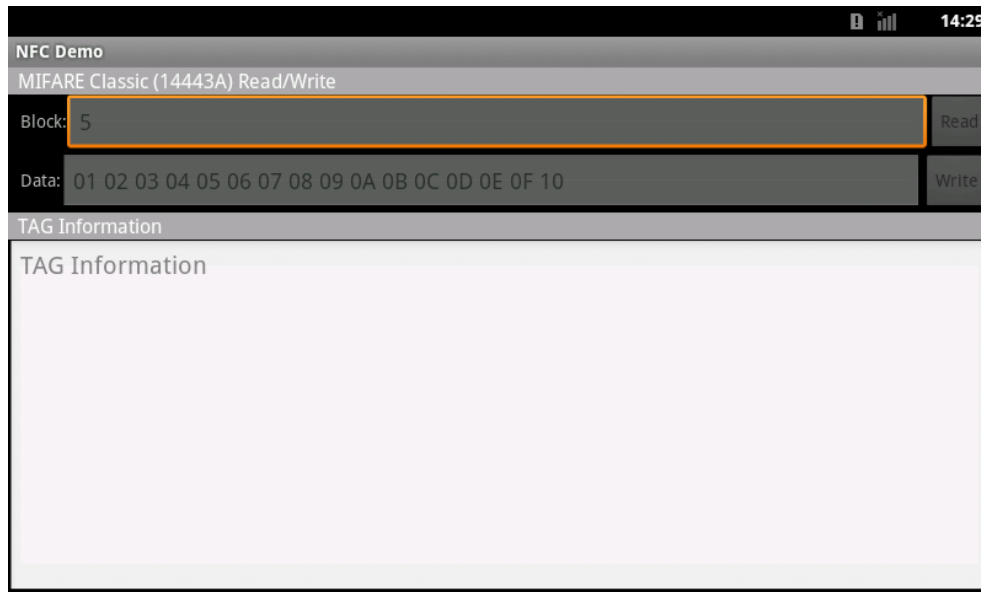 14:29
NFC Demo
MIFARE Classic (14443A) Read/Write
Block: 5 Read
Data: 01 02 03 04 05 06 07 08 09 0A 0B 0C 0D 0E 0F 10 Write
TAG Information
TAG Information